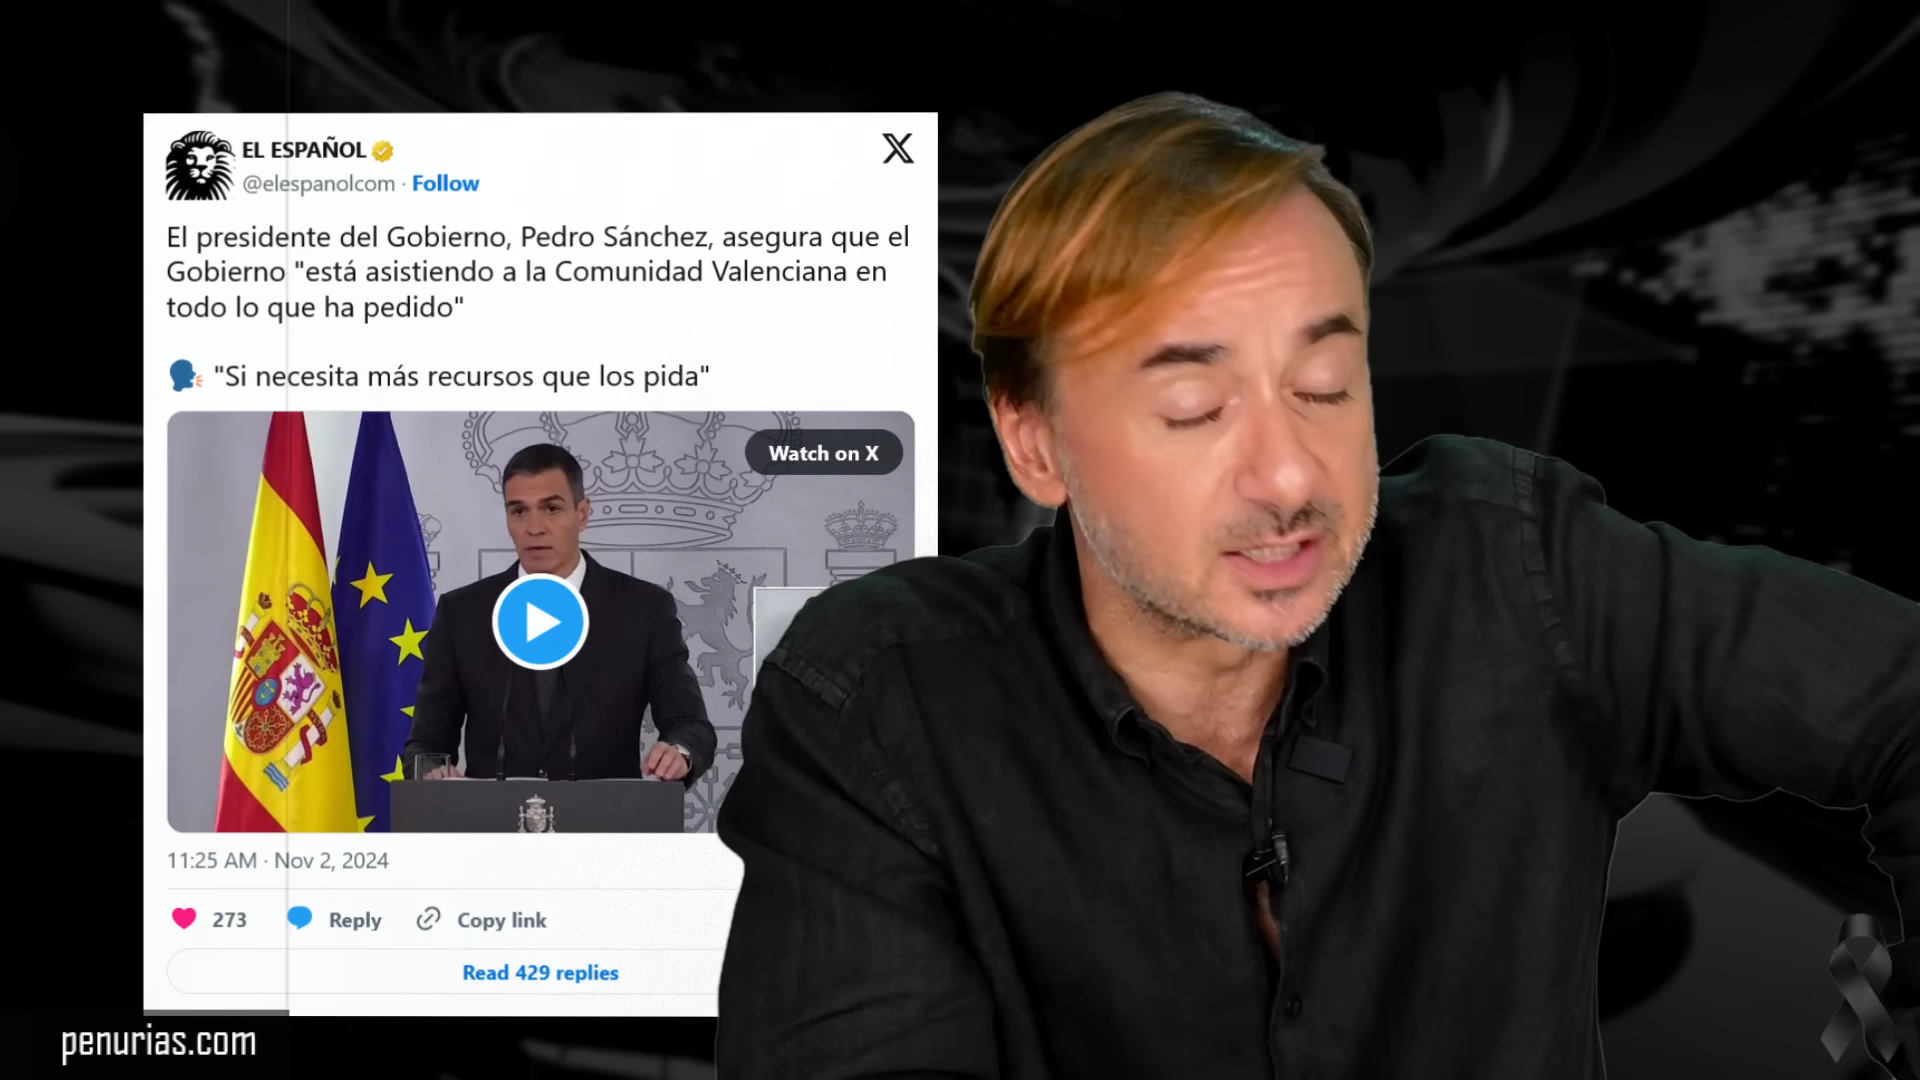 EL ESPAÑOL
@elespanolcom · Follow
El presidente del Gobierno, Pedro Sánchez, asegura que el
Gobierno "está asistiendo a la Comunidad Valenciana en
todo lo que ha pedido"
"Si necesita más recursos que los pida"
Watch on X
11:25 AM · Nov 2, 2024
273 Reply Copy link
Read 429 replies
penurias.com